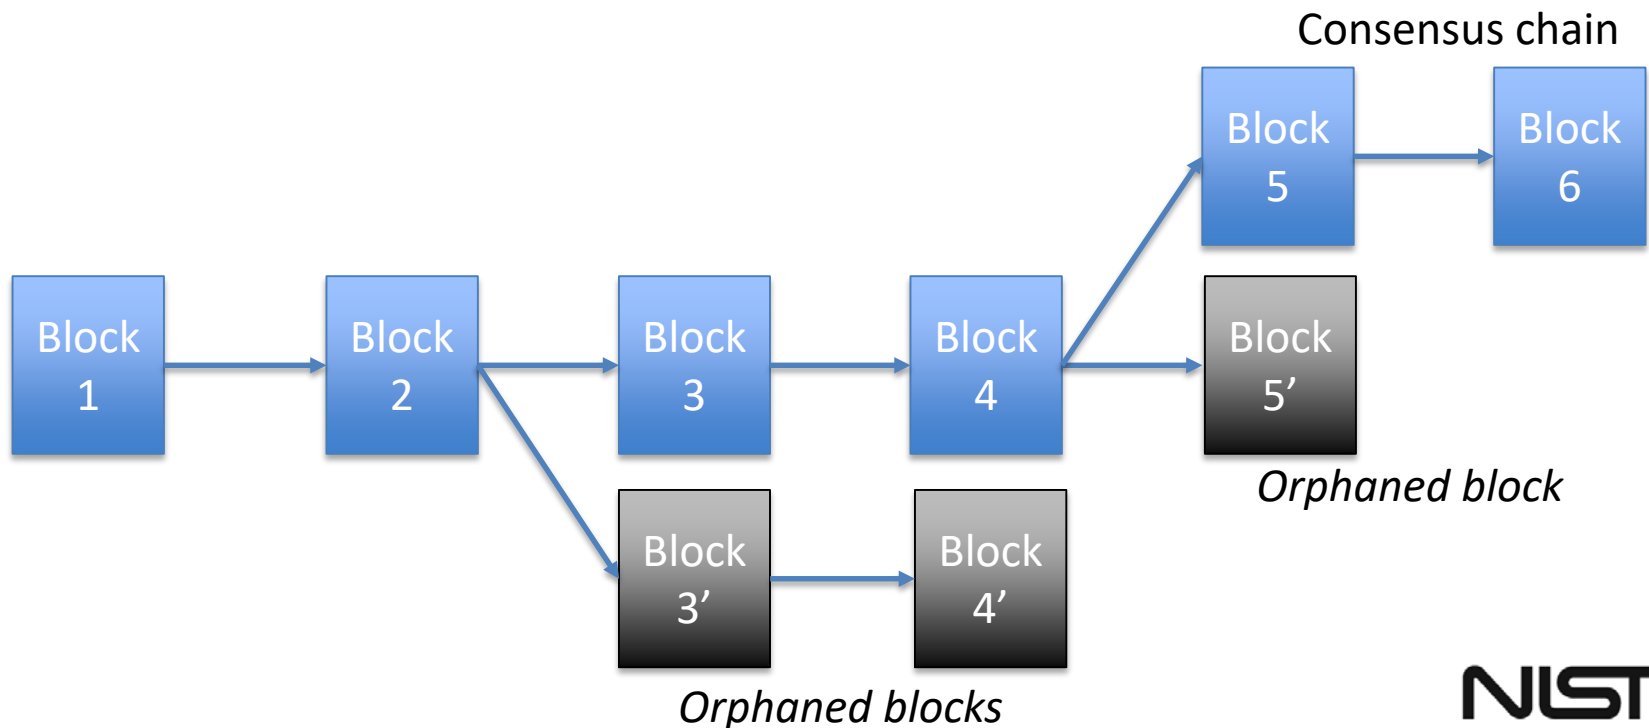 Consensus chain
Block
5
Block
6
Block
1
Block
2
Block
3
Block
4
Block
5’
Orphaned block
Block
3’
Block
4’
Orphaned blocks
NIST